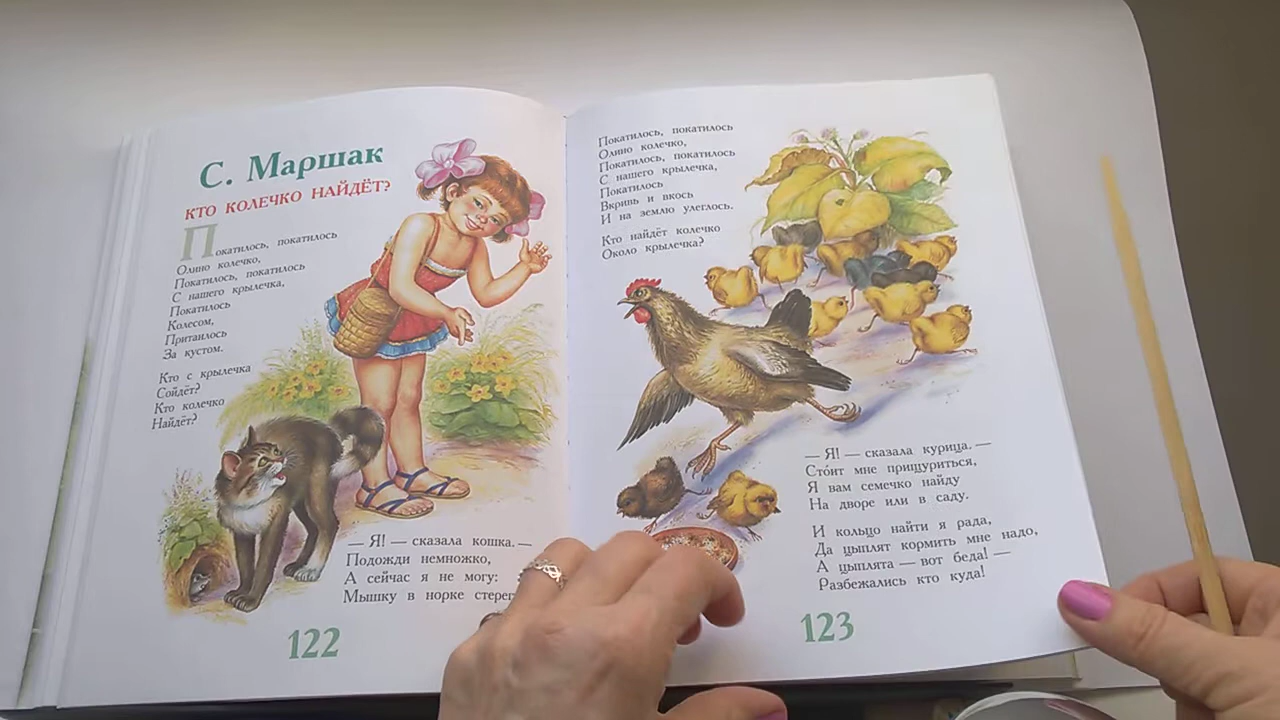 С. Маршак
КТО КОЛЕЧКО НАЙДЁТ?
Покатилось, покатилось
Олино колечко,
Покатилось, покатилось
С нашего крылечка,
Покатилось
Колесом,
Притаилось
За кустом.
Кто с крылечка
Сойдёт?
Кто колечко
Найдёт?
— Я! — сказала кошка. —
Подожди немножко,
А сейчас я не могу:
Мышку в норке
122
Покатилось, покатилось
Олино колечко,
Покатилось, покатилось
С нашего крылечка,
Покатилось
Вкривь и вкось
И на землю улеглось.
Кто найдёт колечко
Около крылечка?
— Я! — сказала курица. —
Сто́ит мне прищуриться,
Я вам семечко найду
На дворе или в саду.
И кольцо найти я рада,
Да цыплят кормить мне надо,
А цыплята — вот беда! —
Разбежались кто куда!
123